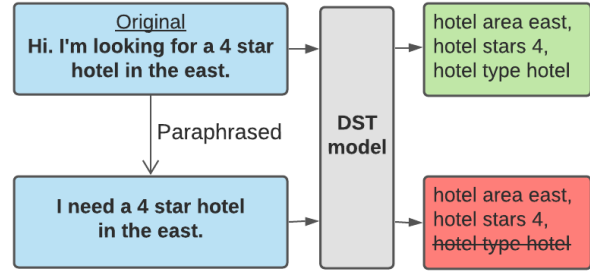 Original
Hi. I'm looking for a 4 star
hotel in the east.
Paraphrased
I need a 4 star hotel
in the east.
DST
model
hotel area east,
hotel stars 4,
hotel type hotel
hotel area east,
hotel stars 4,
hotel type hotel